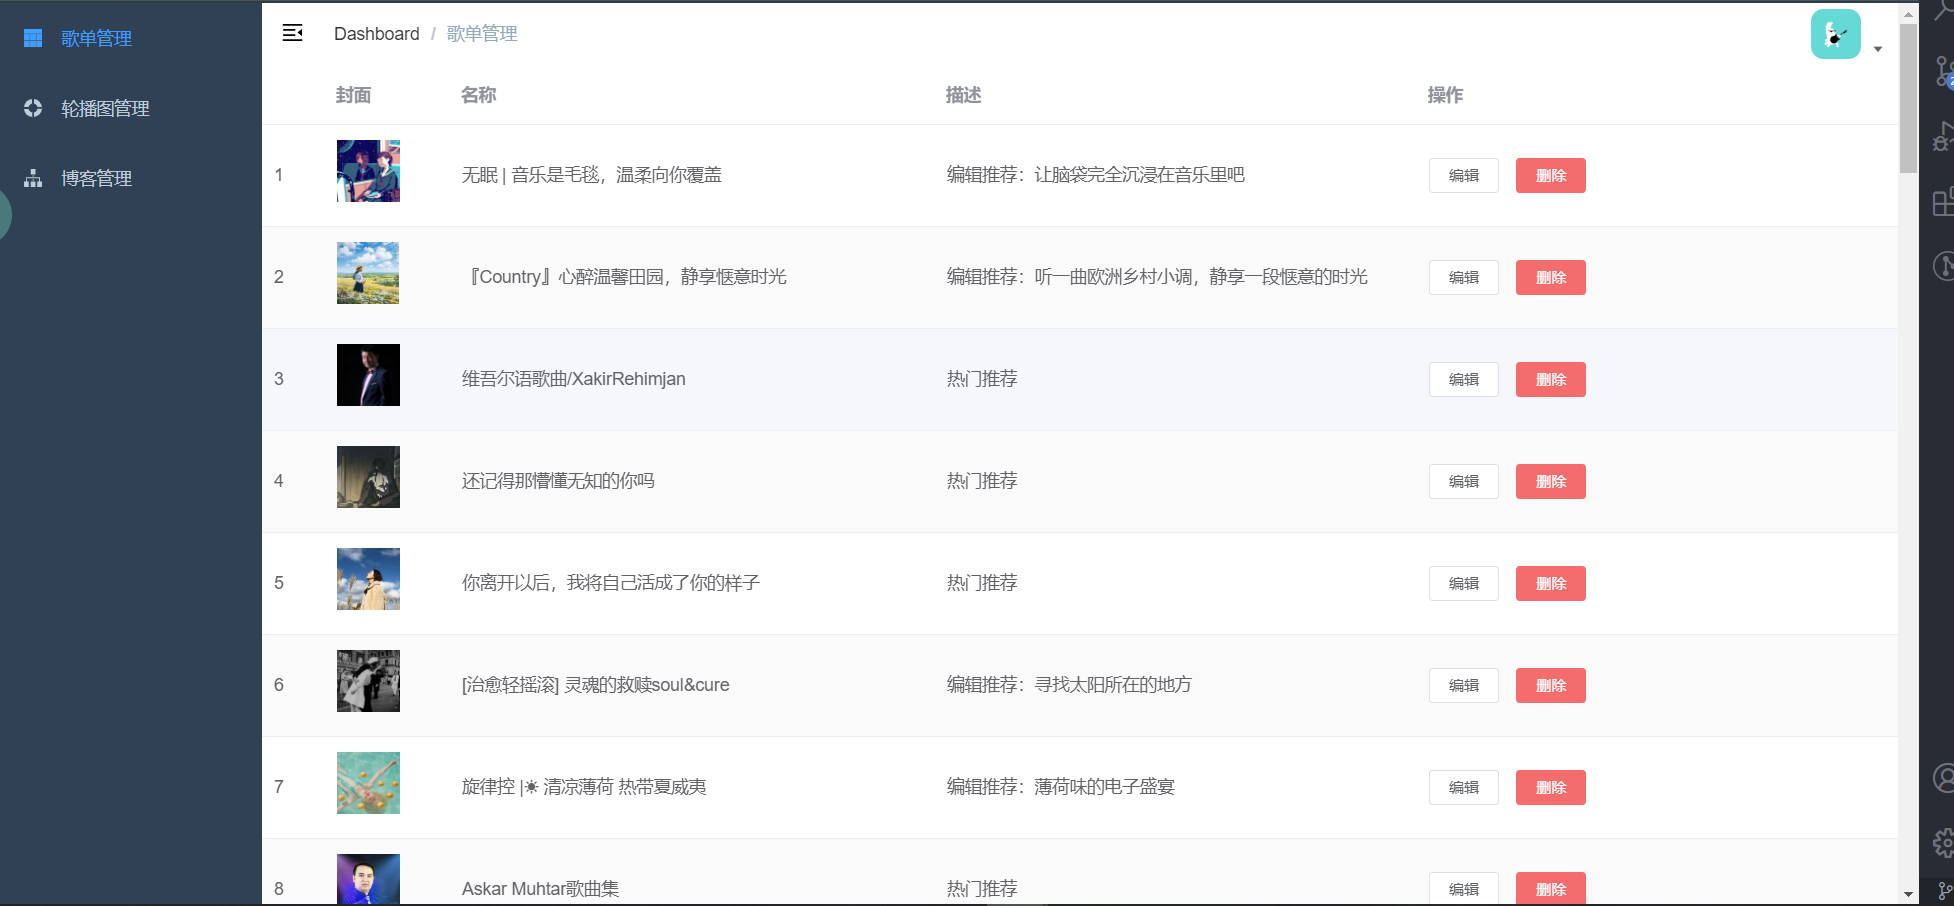 歌单管理
轮播图管理
博客管理
Dashboard / 歌单管理
封面 名称 描述 操作
1 无眠 | 音乐是毛毯，温柔向你覆盖 编辑推荐：让脑袋完全沉浸在音乐里吧 编辑 删除
2 『Country』心醉温馨田园，静享惬意时光 编辑推荐：听一曲欧洲乡村小调，静享一段惬意的时光 编辑 删除
3 维吾尔语歌曲/XakirRehimjan 热门推荐 编辑 删除
4 还记得那懵懂无知的你吗 热门推荐 编辑 删除
5 你离开以后，我将自己活成了你的样子 热门推荐 编辑 删除
6 [治愈轻摇滚] 灵魂的救赎soul&cure 编辑推荐：寻找太阳所在的地方 编辑 删除
7 旋律控 |☀ 清凉薄荷 热带夏威夷 编辑推荐：薄荷味的电子盛宴 编辑 删除
8 Askar Muhtar歌曲集 热门推荐 编辑 删除